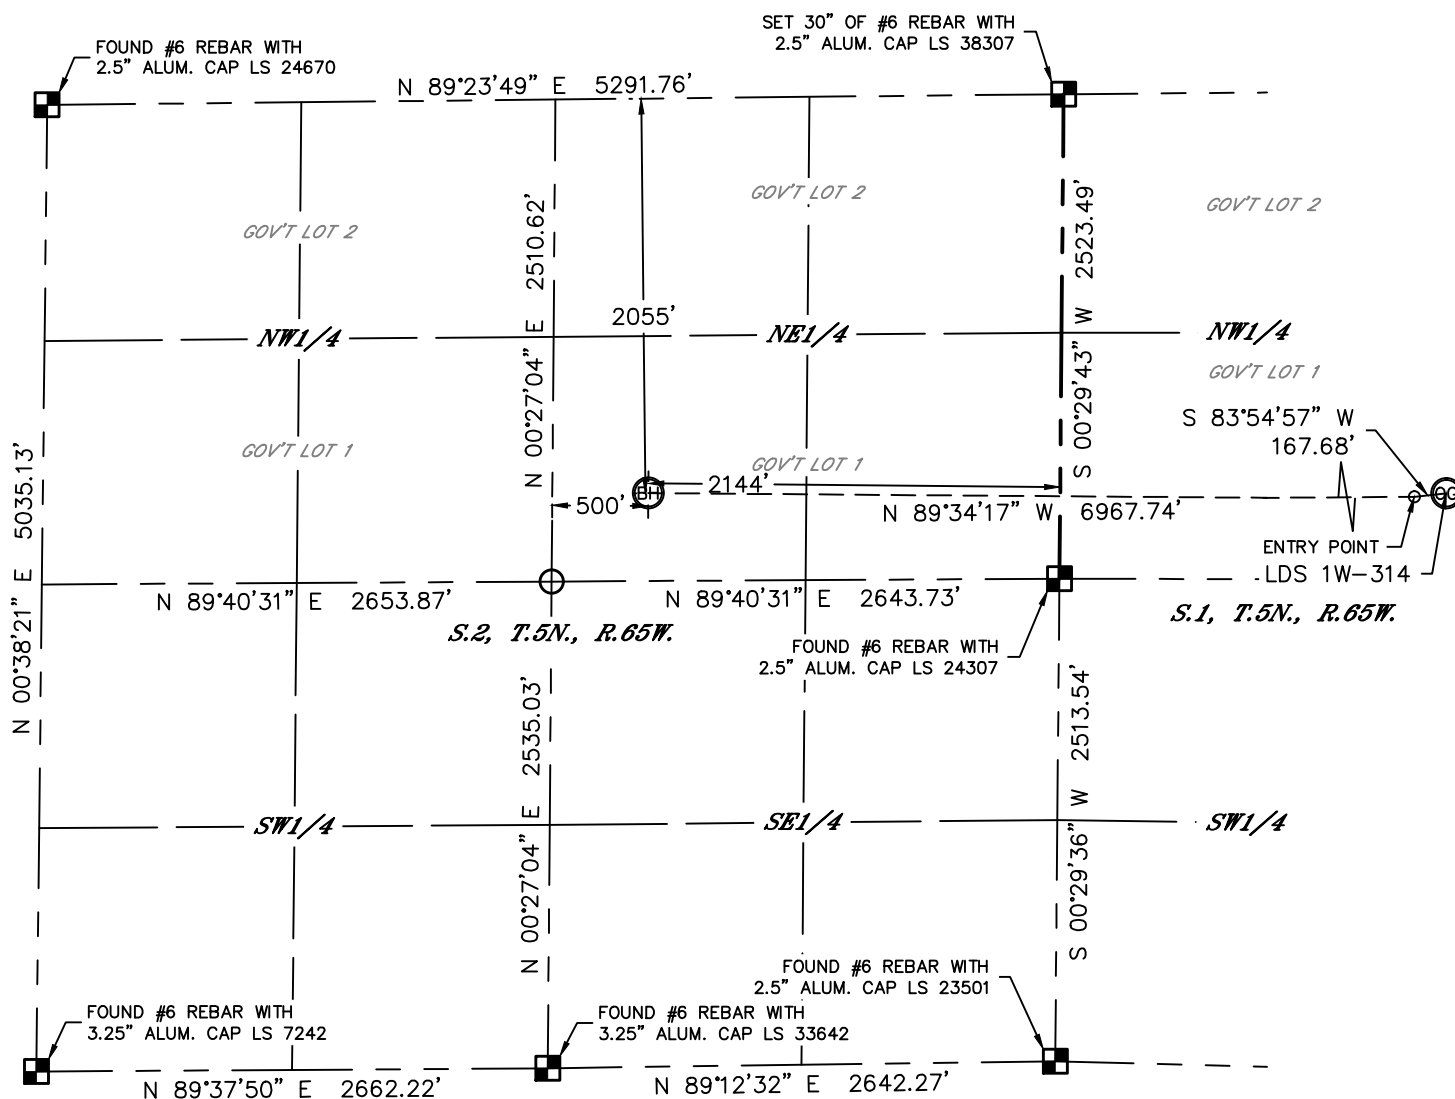 SET 30" OF #6 REBAR WITH
2.5" ALUM. CAP LS 38307
FOUND #6 REBAR WITH
2.5" ALUM. CAP LS 24670
N 89°23'49" E 5291.76'
GOV'T LOT 2
GOV'T LOT 2
GOV'T LOT 2
N 00°27'04" E 2510.62'
S 00°29'43" W 2523.49'
2055'
NW1/4
NE1/4
NW1/4
GOV'T LOT 1
GOV'T LOT 1
GOV'T LOT 1
S 83°54'57" W
167.68'
N 00°38'21" E 5035.13'
BH
2144'
500'
N 89°34'17" W 6967.74'
OG
ENTRY POINT
LDS 1W-314
N 89°40'31" E 2653.87'
N 89°40'31" E 2643.73'
S.2, T.5N., R.65W.
S.1, T.5N., R.65W.
FOUND #6 REBAR WITH
2.5" ALUM. CAP LS 24307
N 00°27'04" E 2535.03'
S 00°29'36" W 2513.54'
SW1/4
SE1/4
SW1/4
FOUND #6 REBAR WITH
2.5" ALUM. CAP LS 23501
FOUND #6 REBAR WITH
3.25" ALUM. CAP LS 7242
FOUND #6 REBAR WITH
3.25" ALUM. CAP LS 33642
N 89°37'50" E 2662.22'
N 89°12'32" E 2642.27'